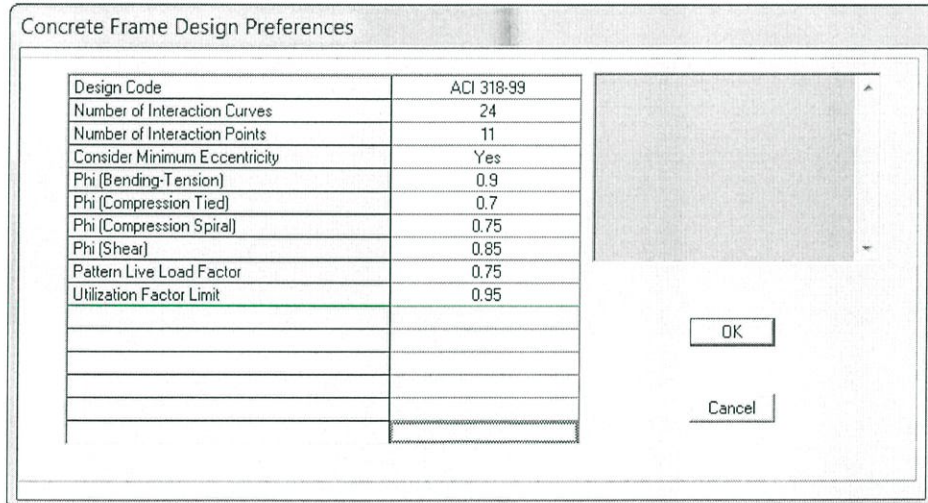 Concrete Frame Design Preferences
Design Code ACI 318-99
Number of Interaction Curves 24
Number of Interaction Points 11
Consider Minimum Eccentricity Yes
Phi (Bending-Tension) 0.9
Phi (Compression Tied) 0.7
Phi (Compression Spiral) 0.75
Phi (Shear) 0.85
Pattern Live Load Factor 0.75
Utilization Factor Limit 0.95
OK
Cancel